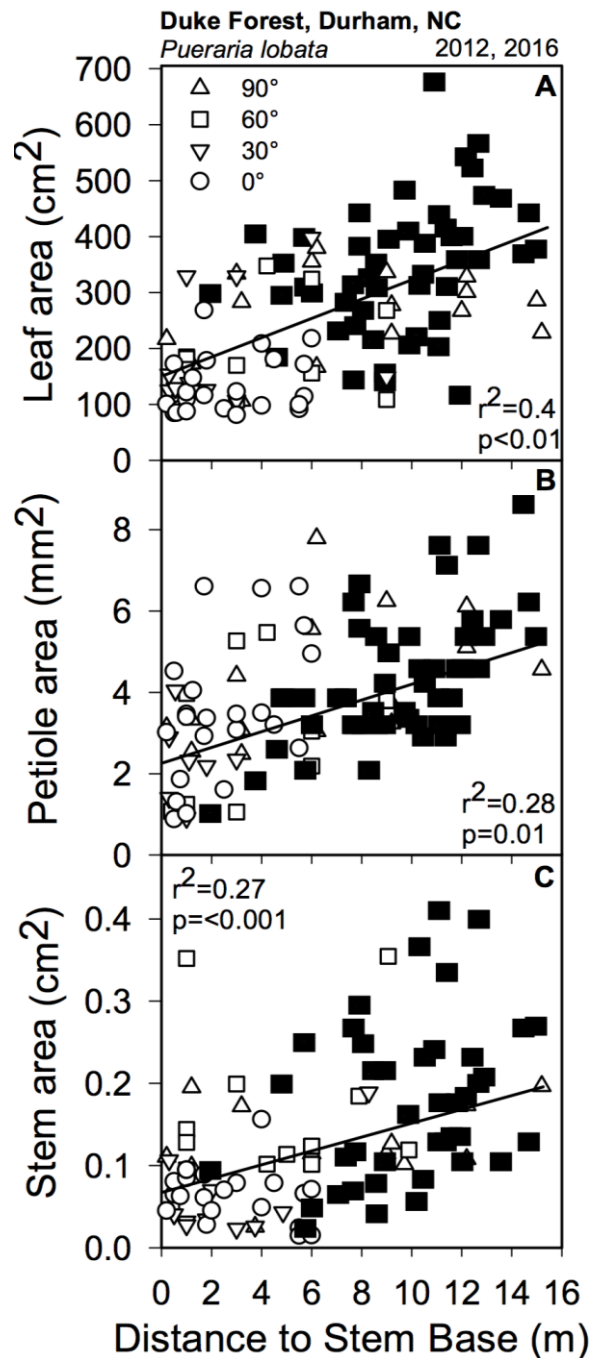 Duke Forest, Durham, NC
Pueraria lobata 2012, 2016
A
90°
60°
30°
0°
Leaf area (cm²)
700
600
500
400
300
200
100
0
r²=0.4
p<0.01
B
Petiole area (mm²)
8
6
4
2
0
r²=0.28
p=0.01
C
r²=0.27
p=<0.001
Stem area (cm²)
0.4
0.3
0.2
0.1
0.0
0 2 4 6 8 10 12 14 16
Distance to Stem Base (m)